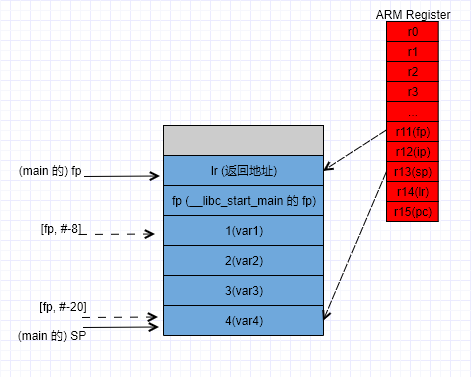 ARM Register
r0
r1
r2
r3
...
r11(fp)
r12(ip)
r13(sp)
r14(lr)
r15(pc)
(main 的) fp
lr (返回地址)
fp (__libc_start_main 的 fp)
[fp, #-8]
1(var1)
2(var2)
3(var3)
[fp, #-20]
4(var4)
(main 的) SP